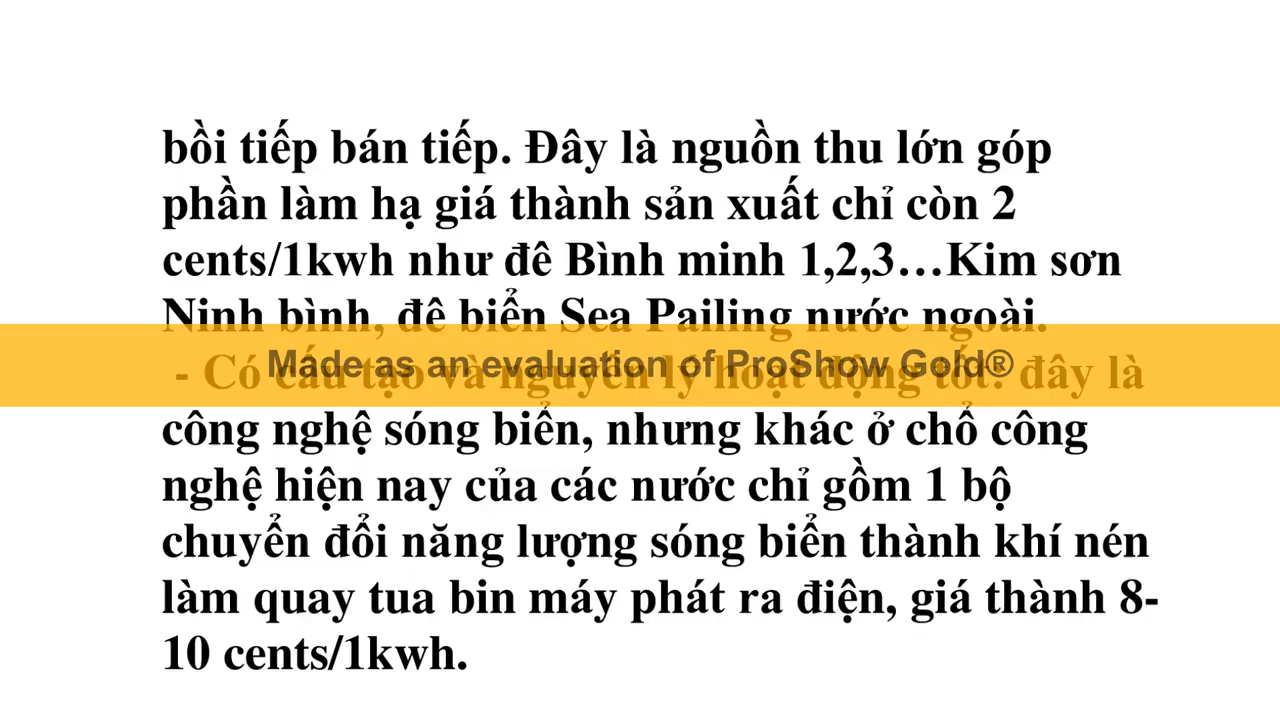 bồi tiếp bán tiếp. Đây là nguồn thu lớn góp
phần làm hạ giá thành sản xuất chỉ còn 2
cents/1kwh như đê Bình minh 1,2,3…Kim sơn
Ninh bình, đê biển Sea Pailing nước ngoài.
Made as an evaluation of ProShow Gold®
- Có cấu tạo và nguyên lý hoạt động tốt: đây là
công nghệ sóng biển, nhưng khác ở chổ công
nghệ hiện nay của các nước chỉ gồm 1 bộ
chuyển đổi năng lượng sóng biển thành khí nén
làm quay tua bin máy phát ra điện, giá thành 8-
10 cents/1kwh.